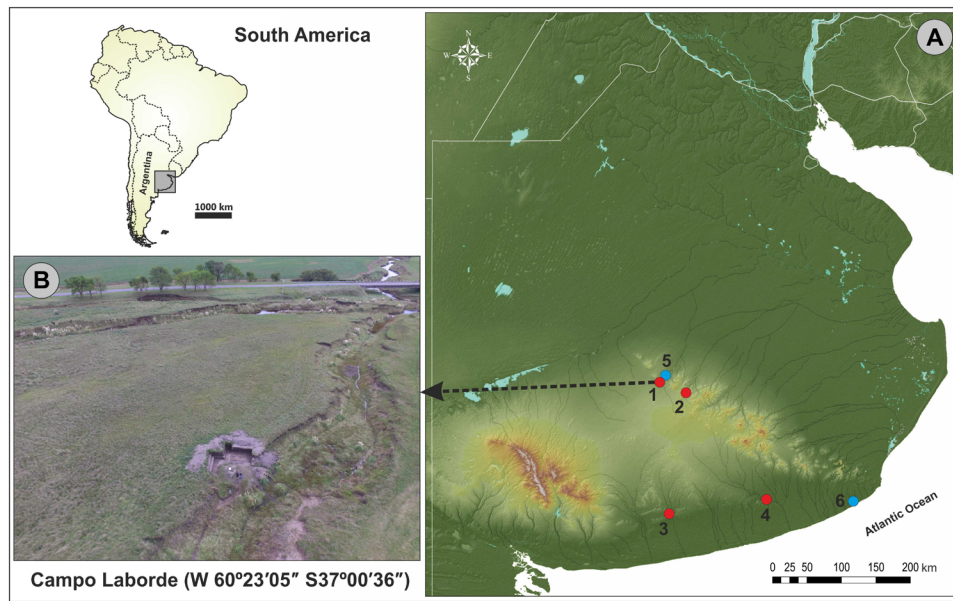 South America
Argentina
1000 km
A
N
W E
S
5
1
2
3
4
6
Atlantic Ocean
0 25 50 100 150 200 km
B
Campo Laborde (W 60º23′05″ S37º00′36″)